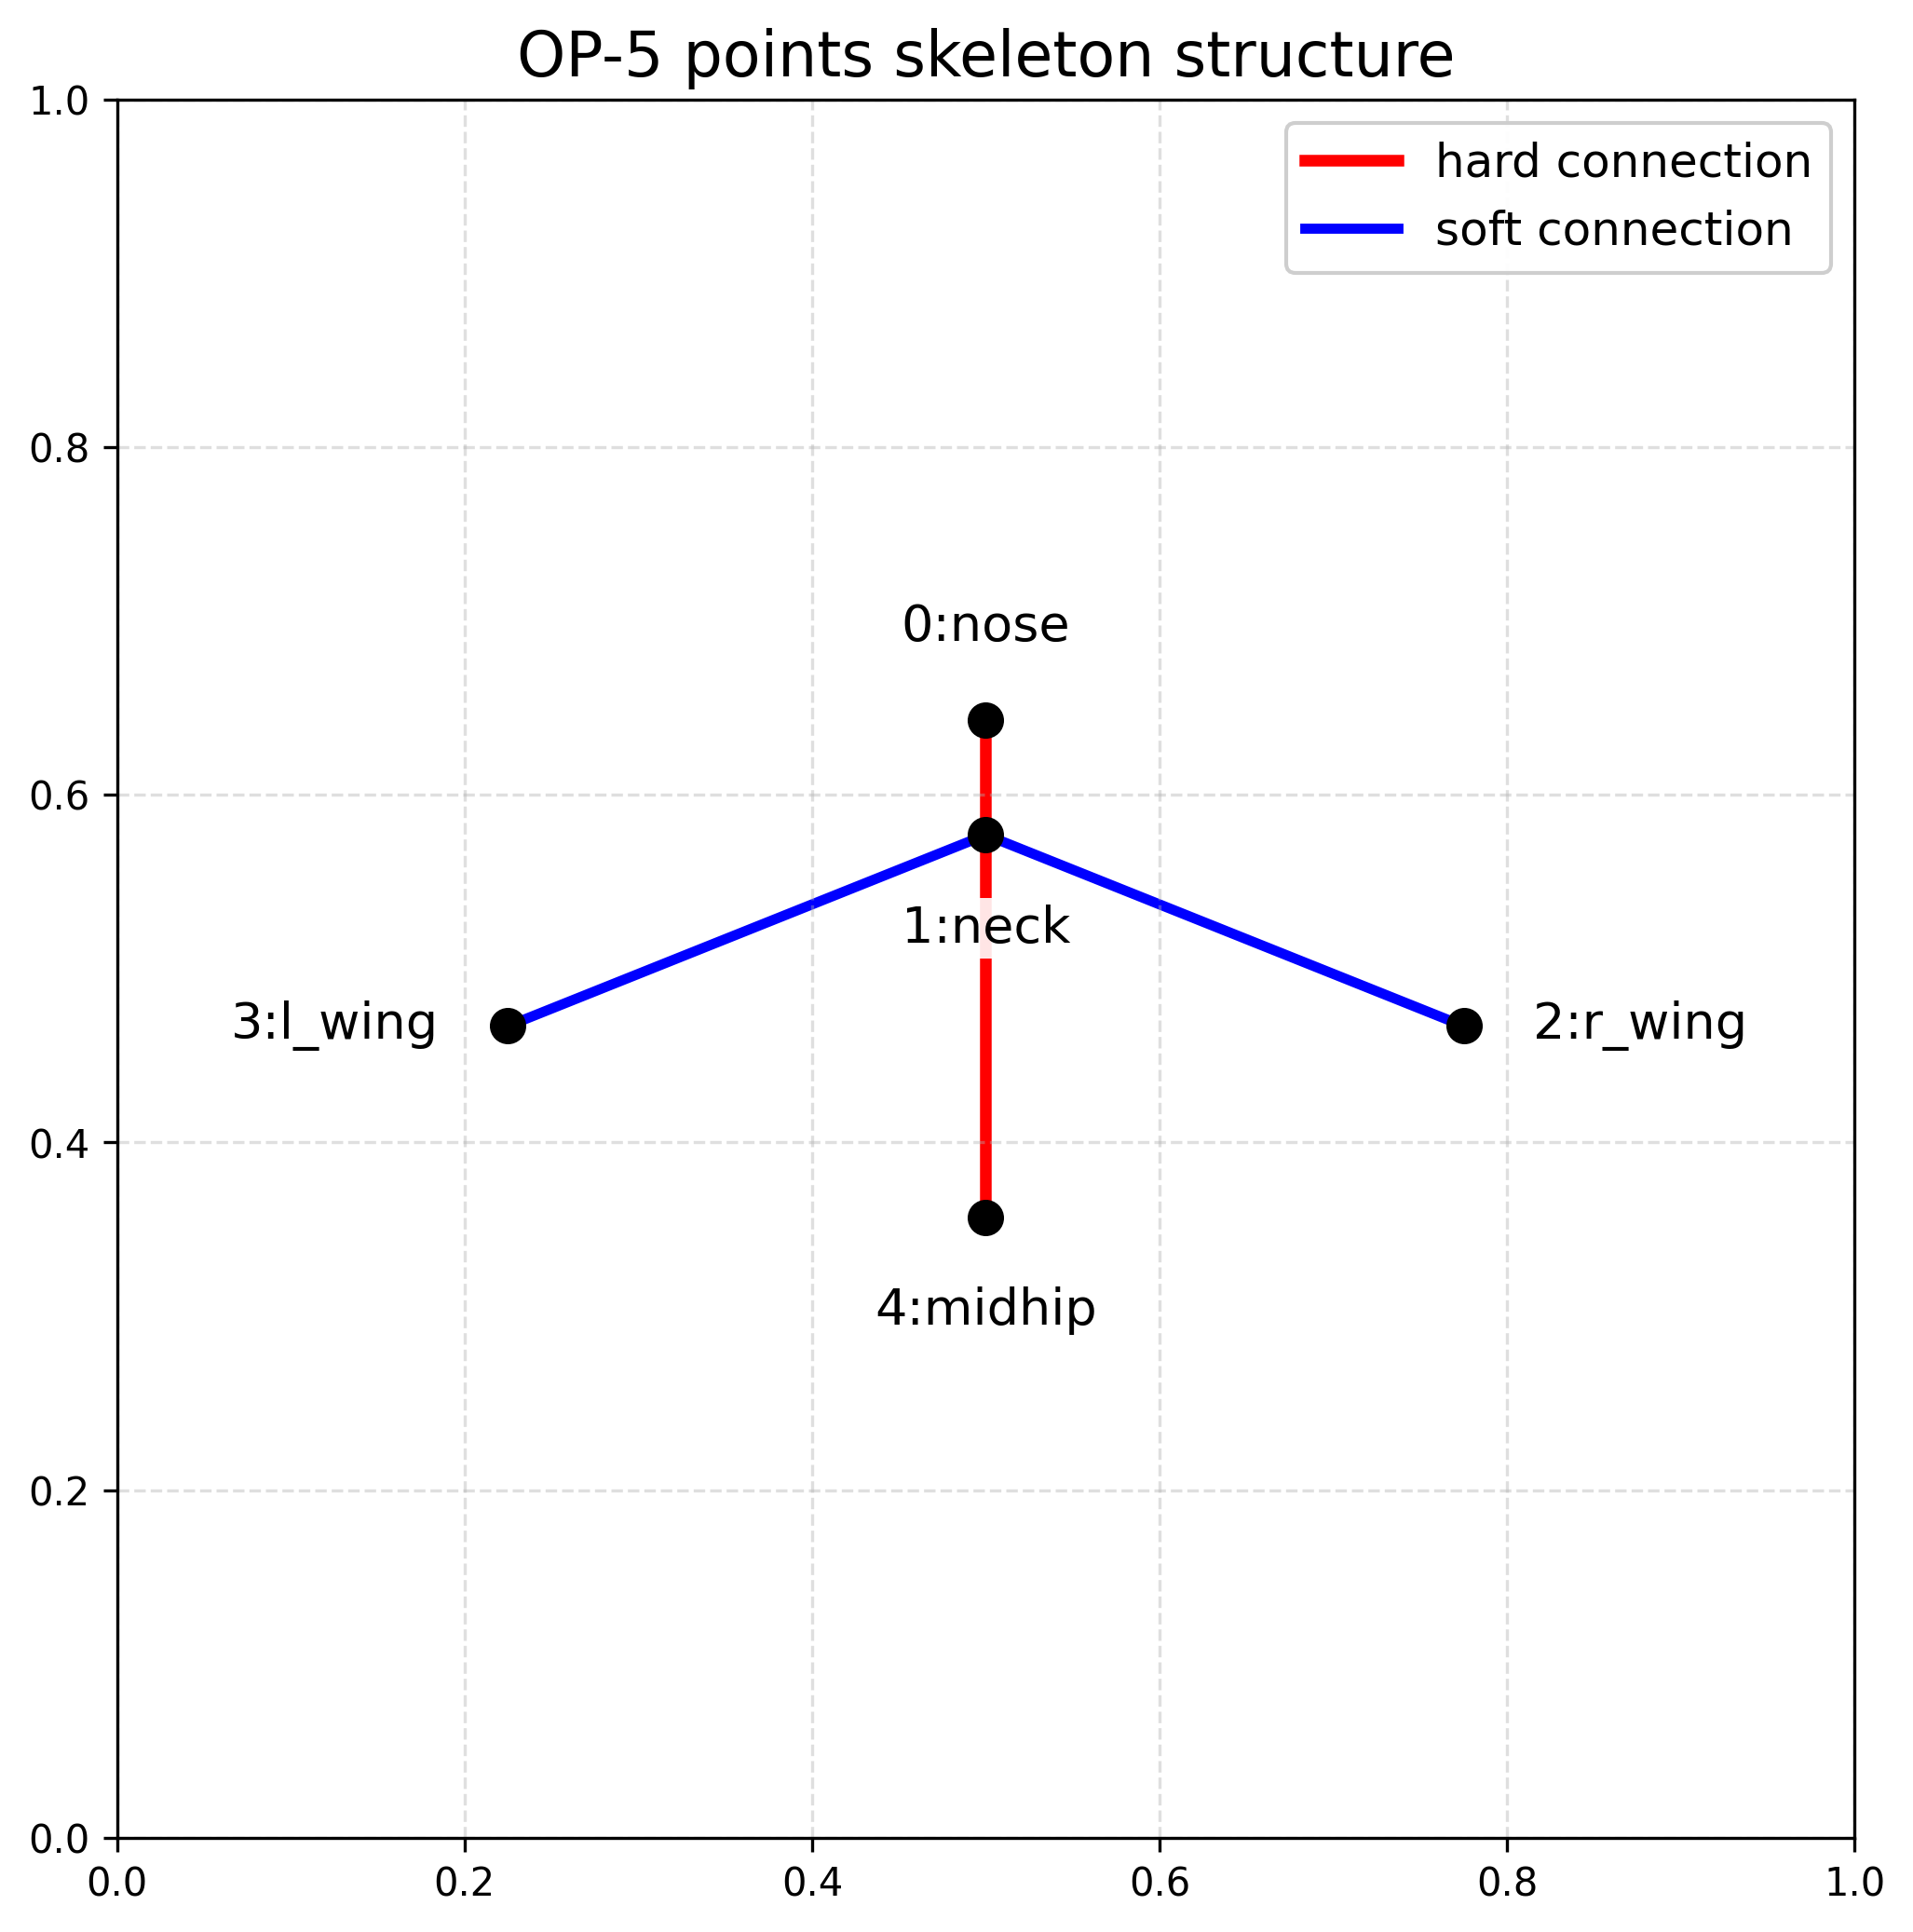 OP-5 points skeleton structure
1.0
hard connection
soft connection
0.8
0:nose
0.6
1:neck
3:l_wing
2:r_wing
0.4
4:midhip
0.2
0.0
0.0 0.2 0.4 0.6 0.8 1.0